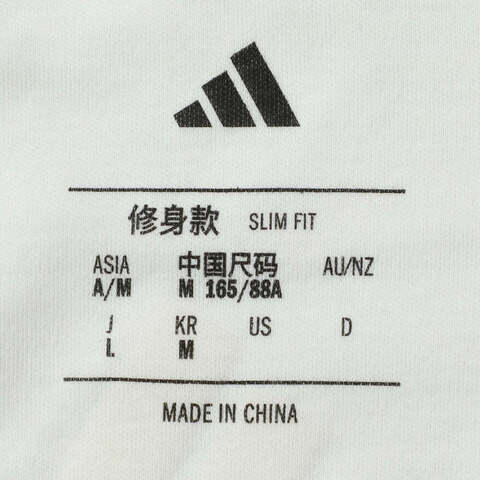 修身款 SLIM FIT
ASIA 中国尺码 AU/NZ
A/M M 165/88A
J KR US D
L M
MADE IN CHINA